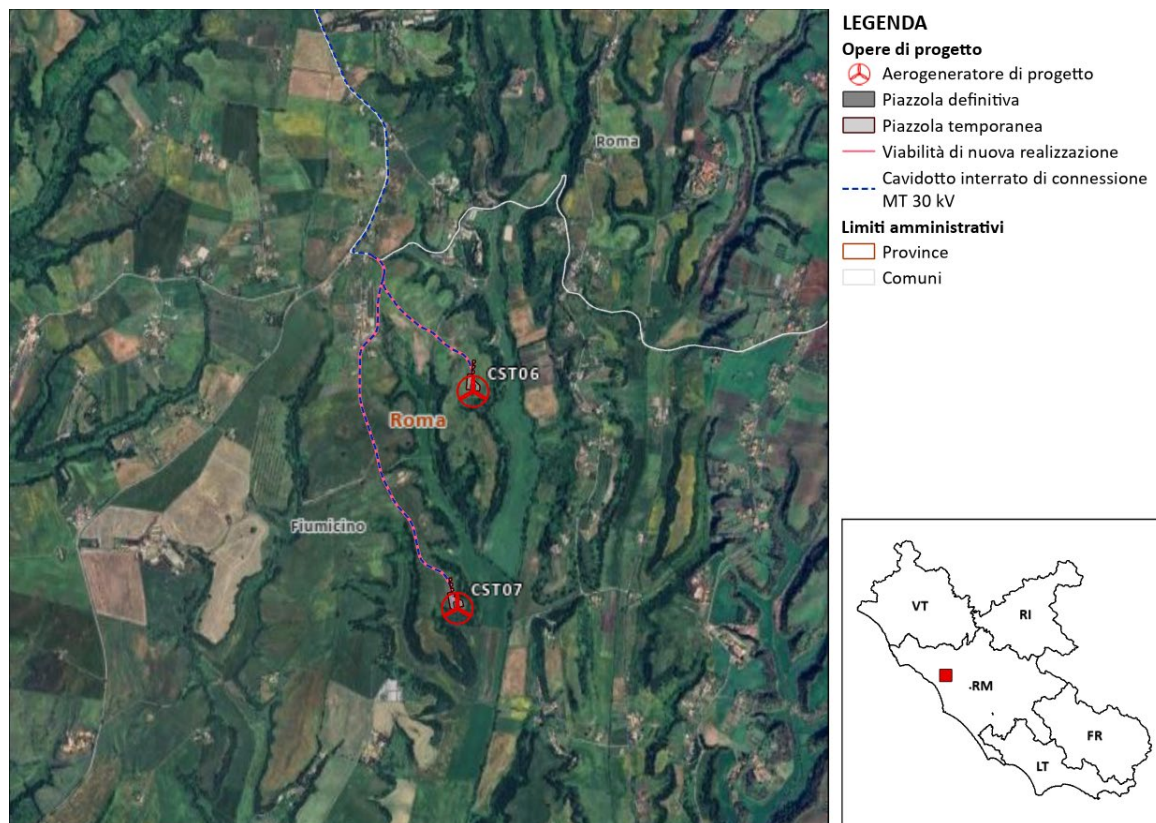 Roma
CST06
Roma
Fiumicino
CST07
LEGENDA
Opere di progetto
Aerogeneratore di progetto
Piazzola definitiva
Piazzola temporanea
Viabilità di nuova realizzazione
Cavidotto interrato di connessione
MT 30 kV
Limiti amministrativi
Province
Comuni
VT
RI
RM
FR
LT